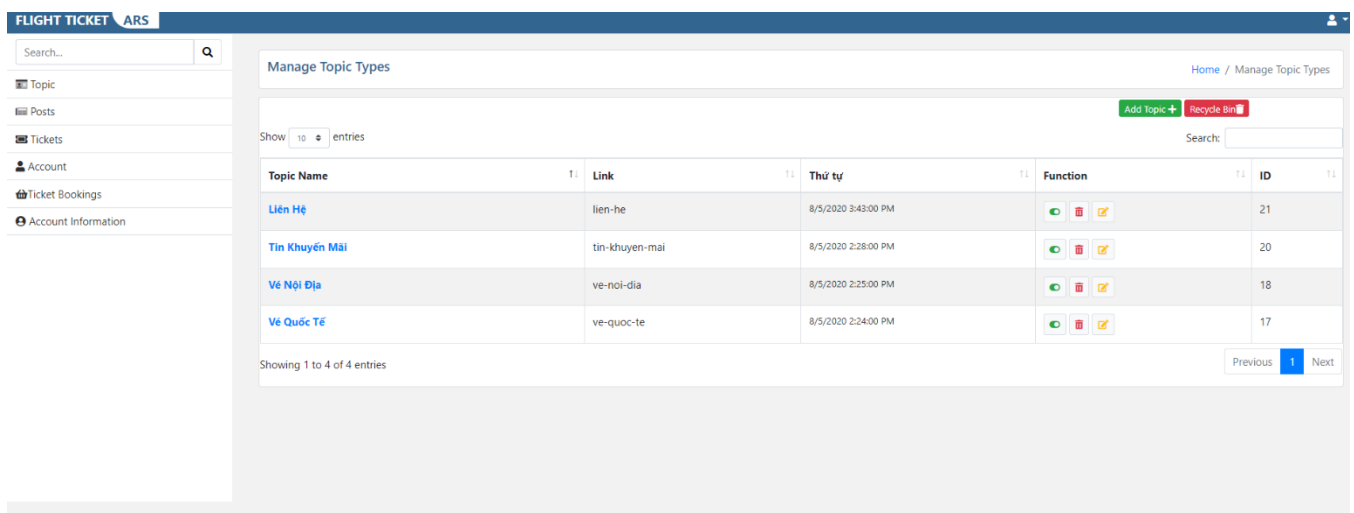 FLIGHT TICKET ARS
Search...
Topic
Posts
Tickets
Account
Ticket Bookings
Account Information
Manage Topic Types
Home / Manage Topic Types
Add Topic
Recycle Bin
Show 10 entries
Search:
Topic Name Link Thứ tự Function ID
Liên Hệ lien-he 8/5/2020 3:43:00 PM 21
Tin Khuyến Mãi tin-khuyen-mai 8/5/2020 2:28:00 PM 20
Vé Nội Địa ve-noi-dia 8/5/2020 2:25:00 PM 18
Vé Quốc Tế ve-quoc-te 8/5/2020 2:24:00 PM 17
Showing 1 to 4 of 4 entries
Previous 1 Next